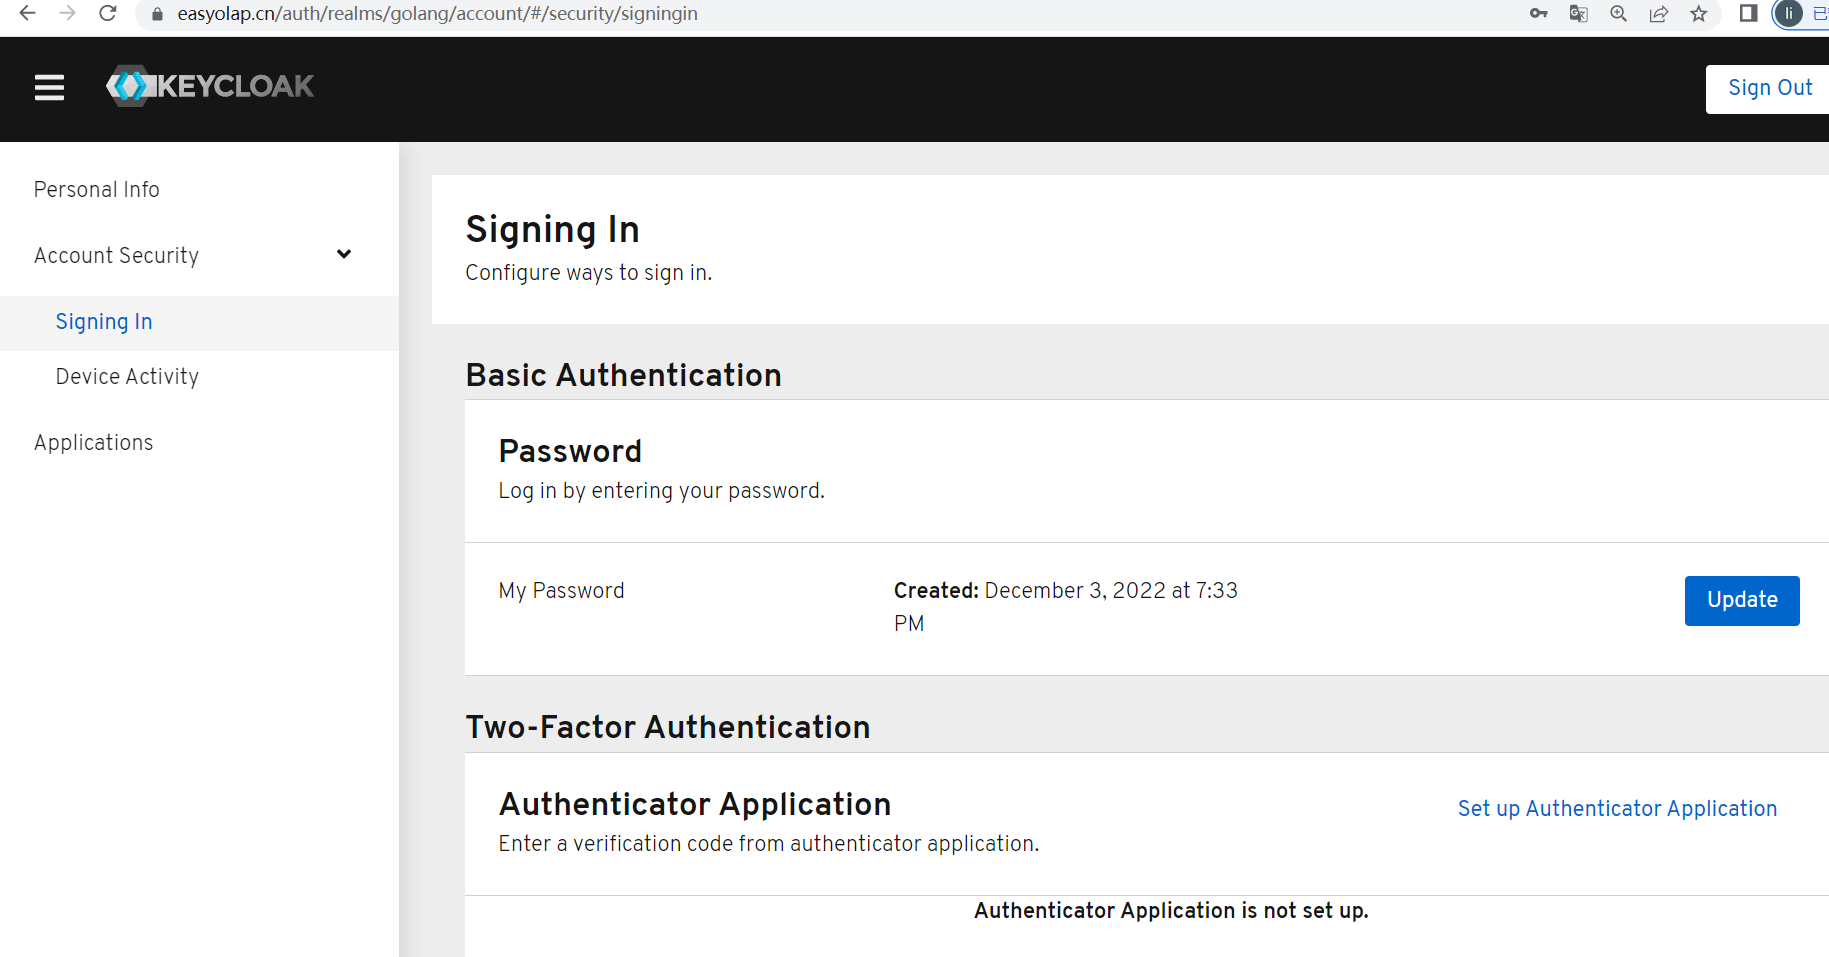 easyolap.cn/auth/realms/golang/account/#/security/signingin
li
已
KEYCLOAK
Sign Out
Personal Info
Account Security
Signing In
Device Activity
Applications
Signing In
Configure ways to sign in.
Basic Authentication
Password
Log in by entering your password.
My Password
Created: December 3, 2022 at 7:33
PM
Update
Two-Factor Authentication
Authenticator Application
Set up Authenticator Application
Enter a verification code from authenticator application.
Authenticator Application is not set up.